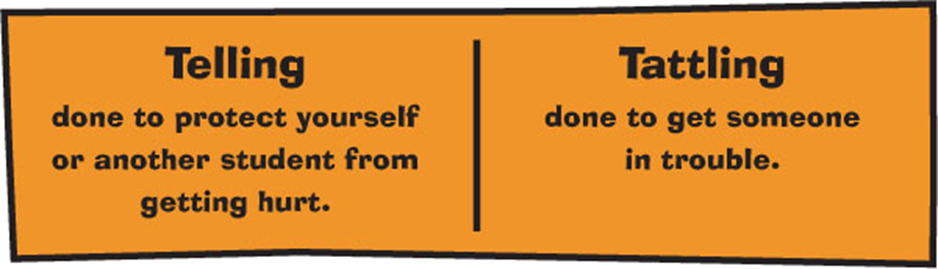 Telling
done to protect yourself
or another student from
getting hurt.
Tattling
done to get someone
in trouble.